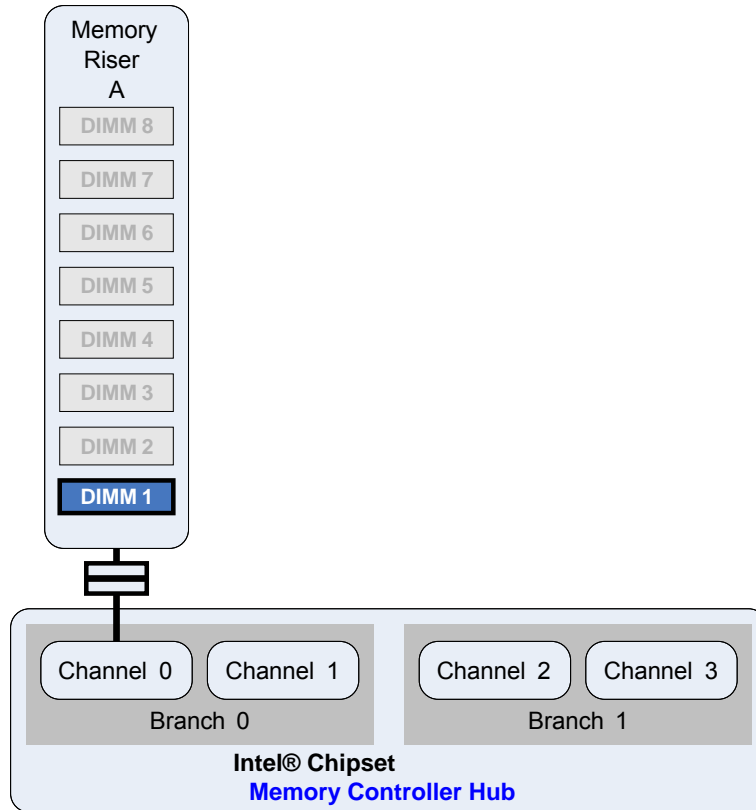 Memory
Riser
A
DIMM 8
DIMM 7
DIMM 6
DIMM 5
DIMM 4
DIMM 3
DIMM 2
DIMM 1
Channel 0 Channel 1 Channel 2 Channel 3
Branch 0 Branch 1
Intel® Chipset
Memory Controller Hub